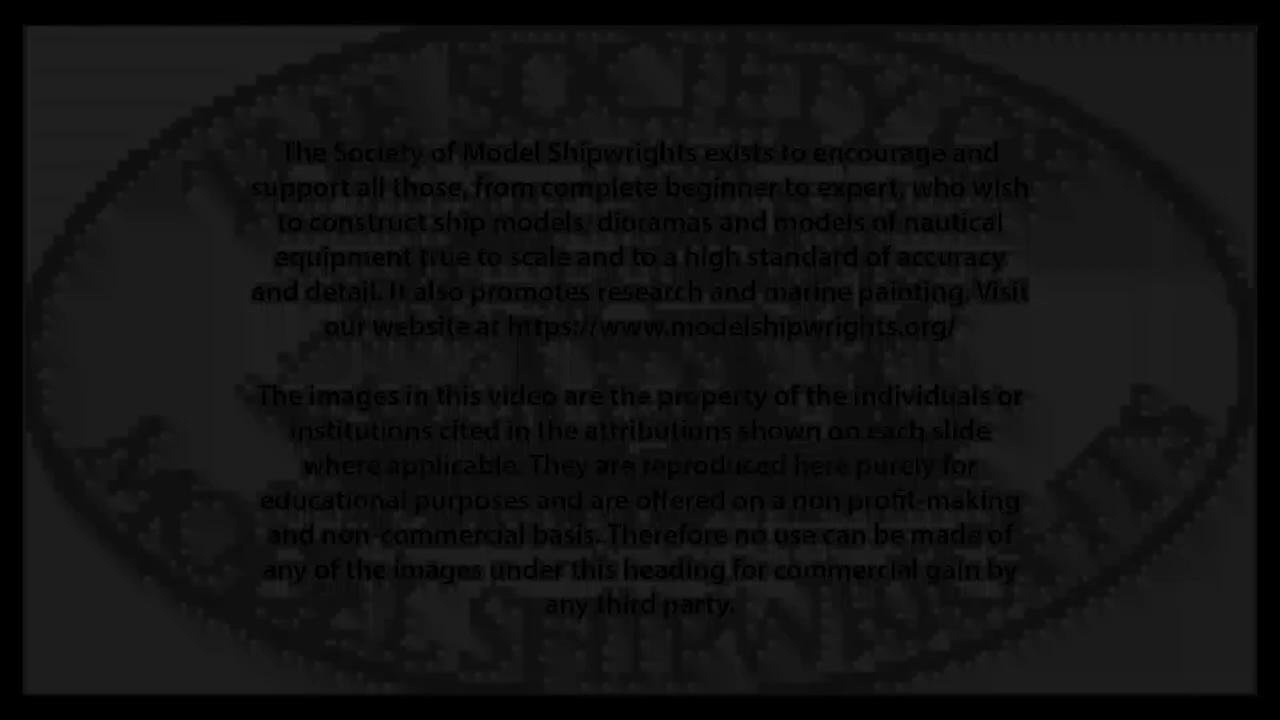 THE SOCIETY OF
The Society of Model Shipwrights exists to encourage and
support all those, from complete beginner to expert, who wish
to construct ship models, dioramas and models of nautical
equipment true to scale and to a high standard of accuracy
and detail. It also promotes research and marine painting. Visit
our website at https://www.modelshipwrights.org/
The images in this video are the property of the individuals or
institutions cited in the attributions shown on each slide
where applicable. They are reproduced here purely for
educational purposes and are offered on a non profit-making
and non-commercial basis. Therefore no use can be made of
any of the images under this heading for commercial gain by
any third party.
MODEL SHIPWRIGHTS